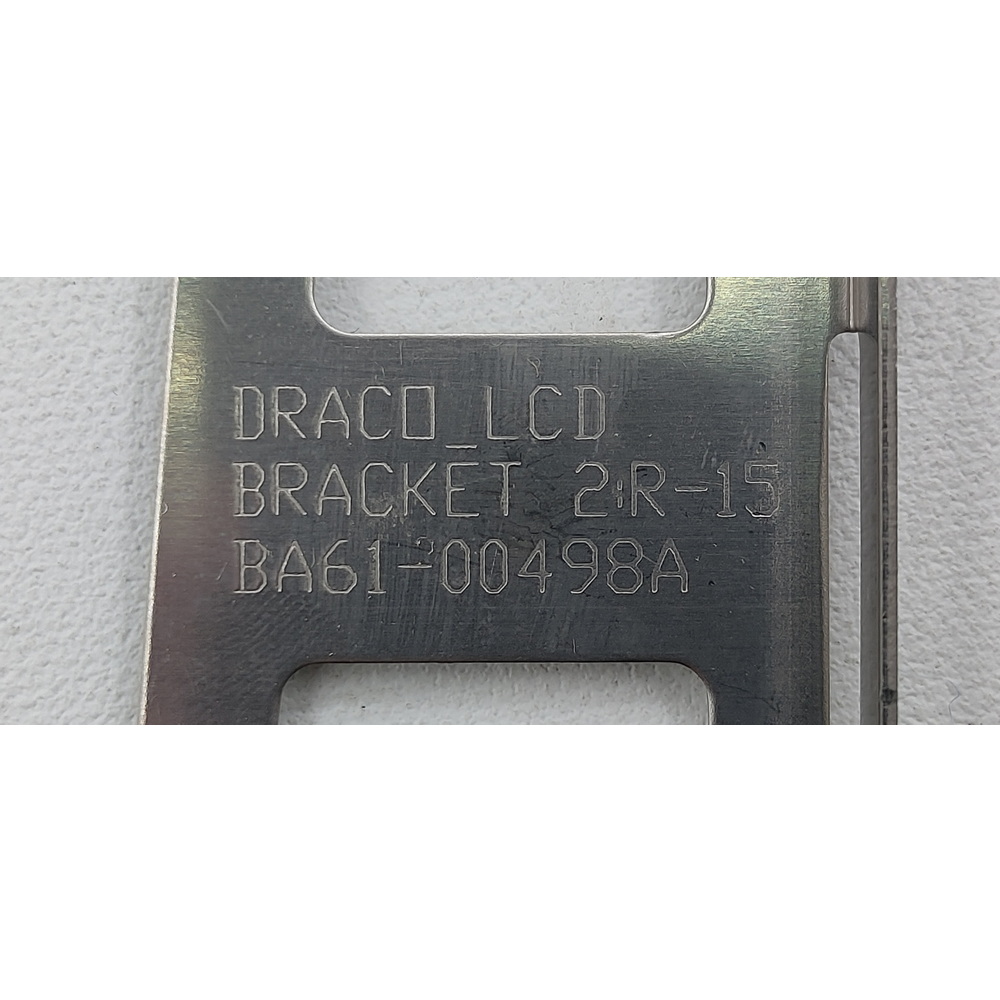 DRACO_LCD
BRACKET 2:R-15
BA61-00498A